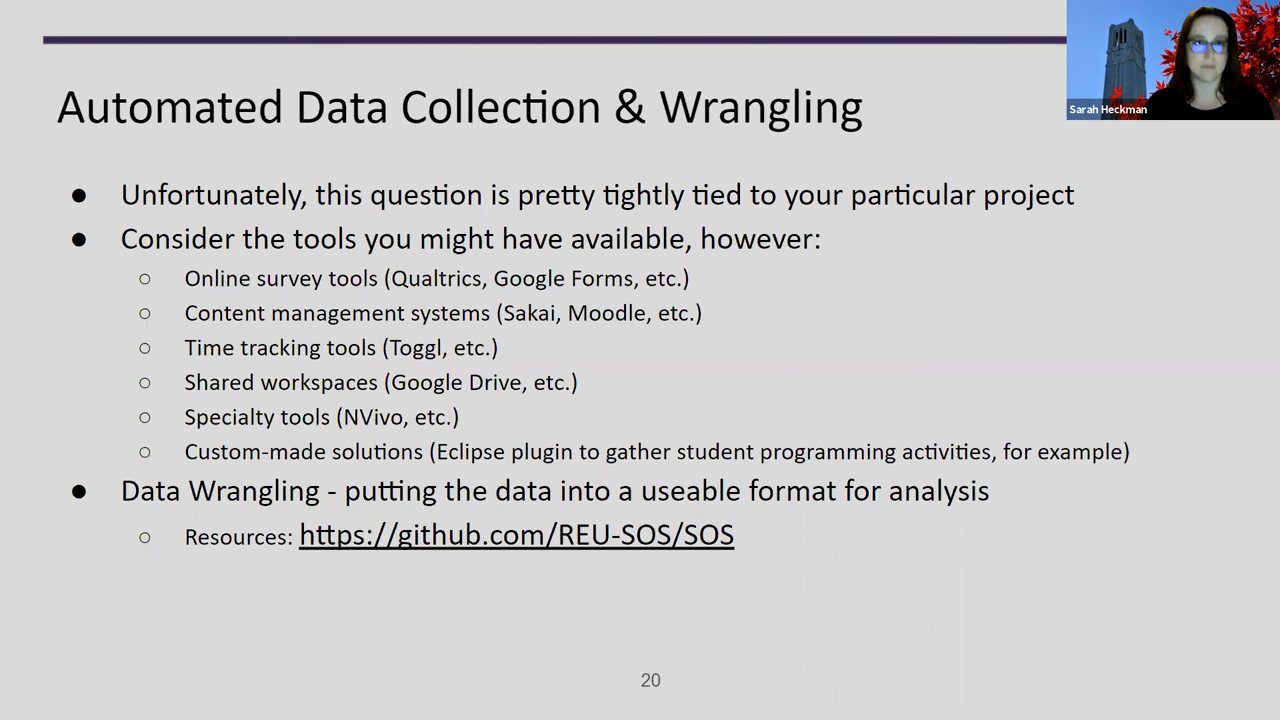 Automated Data Collection & Wrangling
Sarah Heckman
● Unfortunately, this question is pretty tightly tied to your particular project
● Consider the tools you might have available, however:
○ Online survey tools (Qualtrics, Google Forms, etc.)
○ Content management systems (Sakai, Moodle, etc.)
○ Time tracking tools (Toggl, etc.)
○ Shared workspaces (Google Drive, etc.)
○ Specialty tools (NVivo, etc.)
○ Custom-made solutions (Eclipse plugin to gather student programming activities, for example)
● Data Wrangling - putting the data into a useable format for analysis
○ Resources: https://github.com/REU-SOS/SOS
20